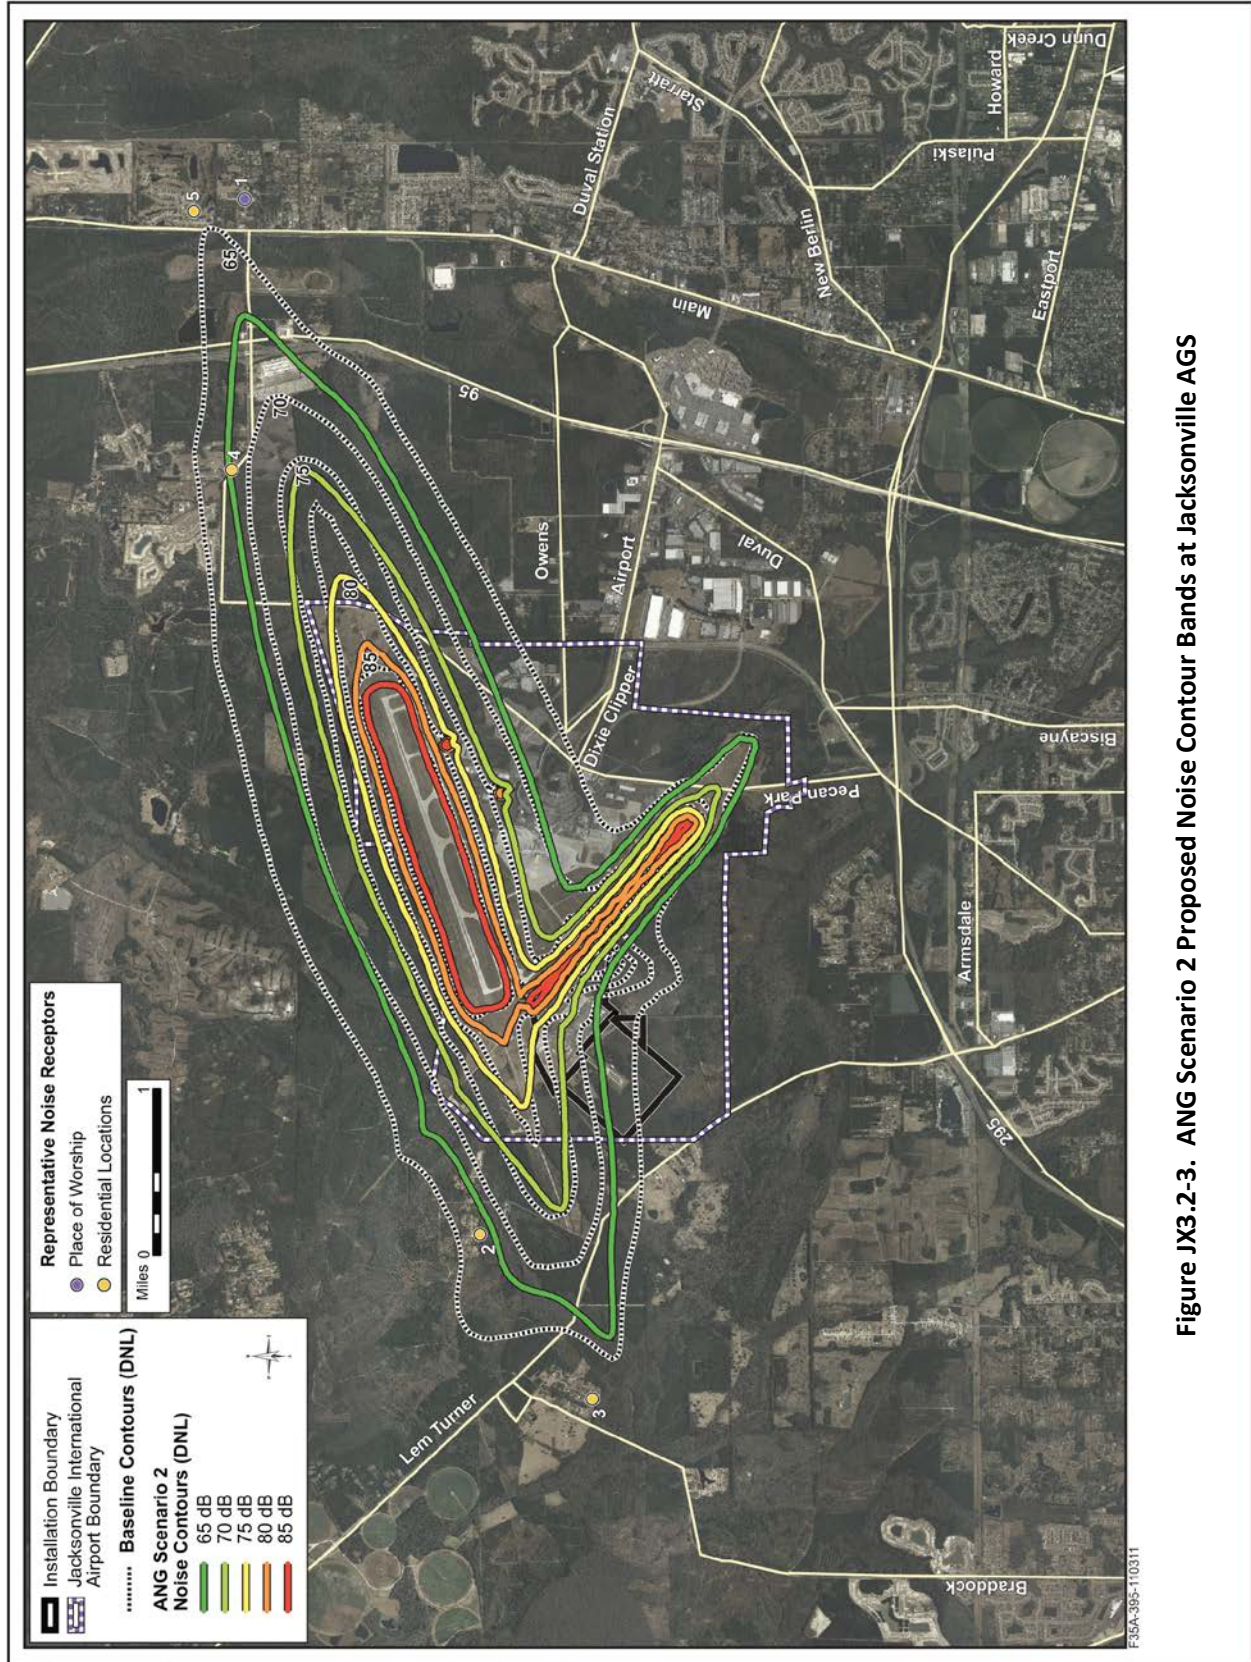 Installation Boundary
Jacksonville International
Airport Boundary
Baseline Contours (DNL)
ANG Scenario 2
Noise Contours (DNL)
65 dB
70 dB
75 dB
80 dB
85 dB
Representative Noise Receptors
Place of Worship
Residential Locations
Miles 0 1
5
1
65
4
70
75
80
85
95
2
3
Lem Turner
Braddock
Owens
Airport
Dixie Clipper
Duval
Pecan Park
Main
Duval Station
Starratt
New Berlin
Pulaski
Howard
Dunn Creek
Eastport
Biscayne
Armsdale
295
F35A-395-110311
Figure JX3.2-3. ANG Scenario 2 Proposed Noise Contour Bands at Jacksonville AGS